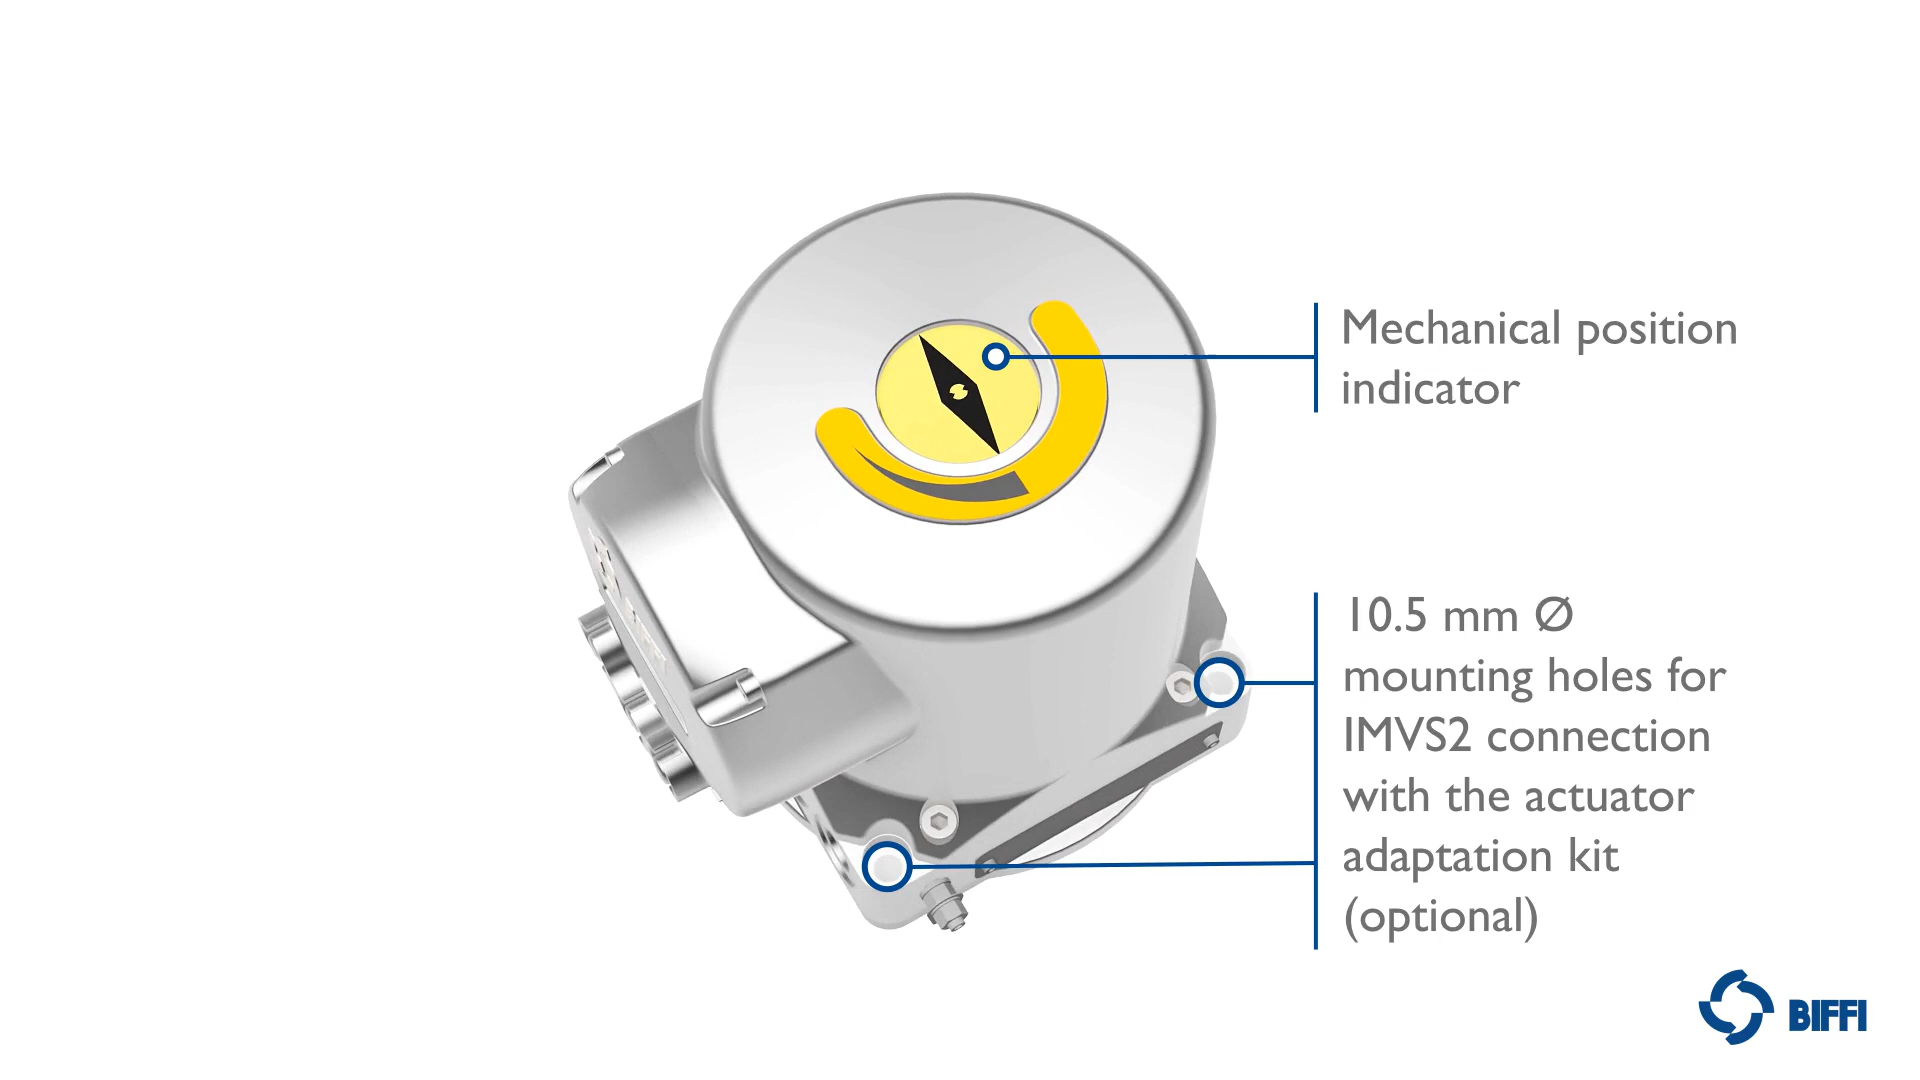 Mechanical position
indicator
10.5 mm Ø
mounting holes for
IMVS2 connection
with the actuator
adaptation kit
(optional)
BIFFI